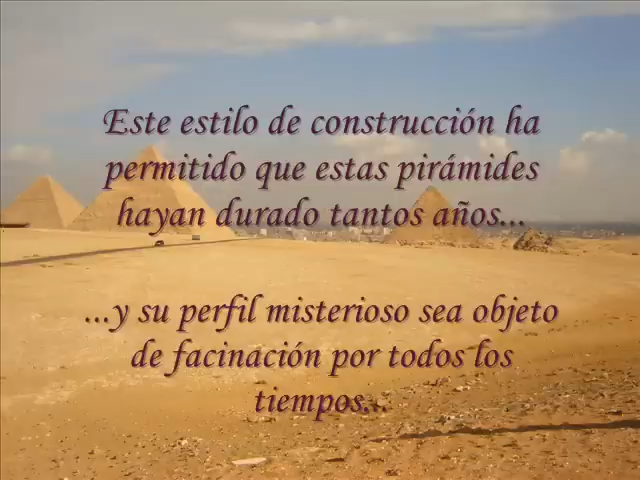 Este estilo de construcción ha
permitido que estas pirámides
hayan durado tantos años...
...y su perfil misterioso sea objeto
de facinación por todos los
tiempos...